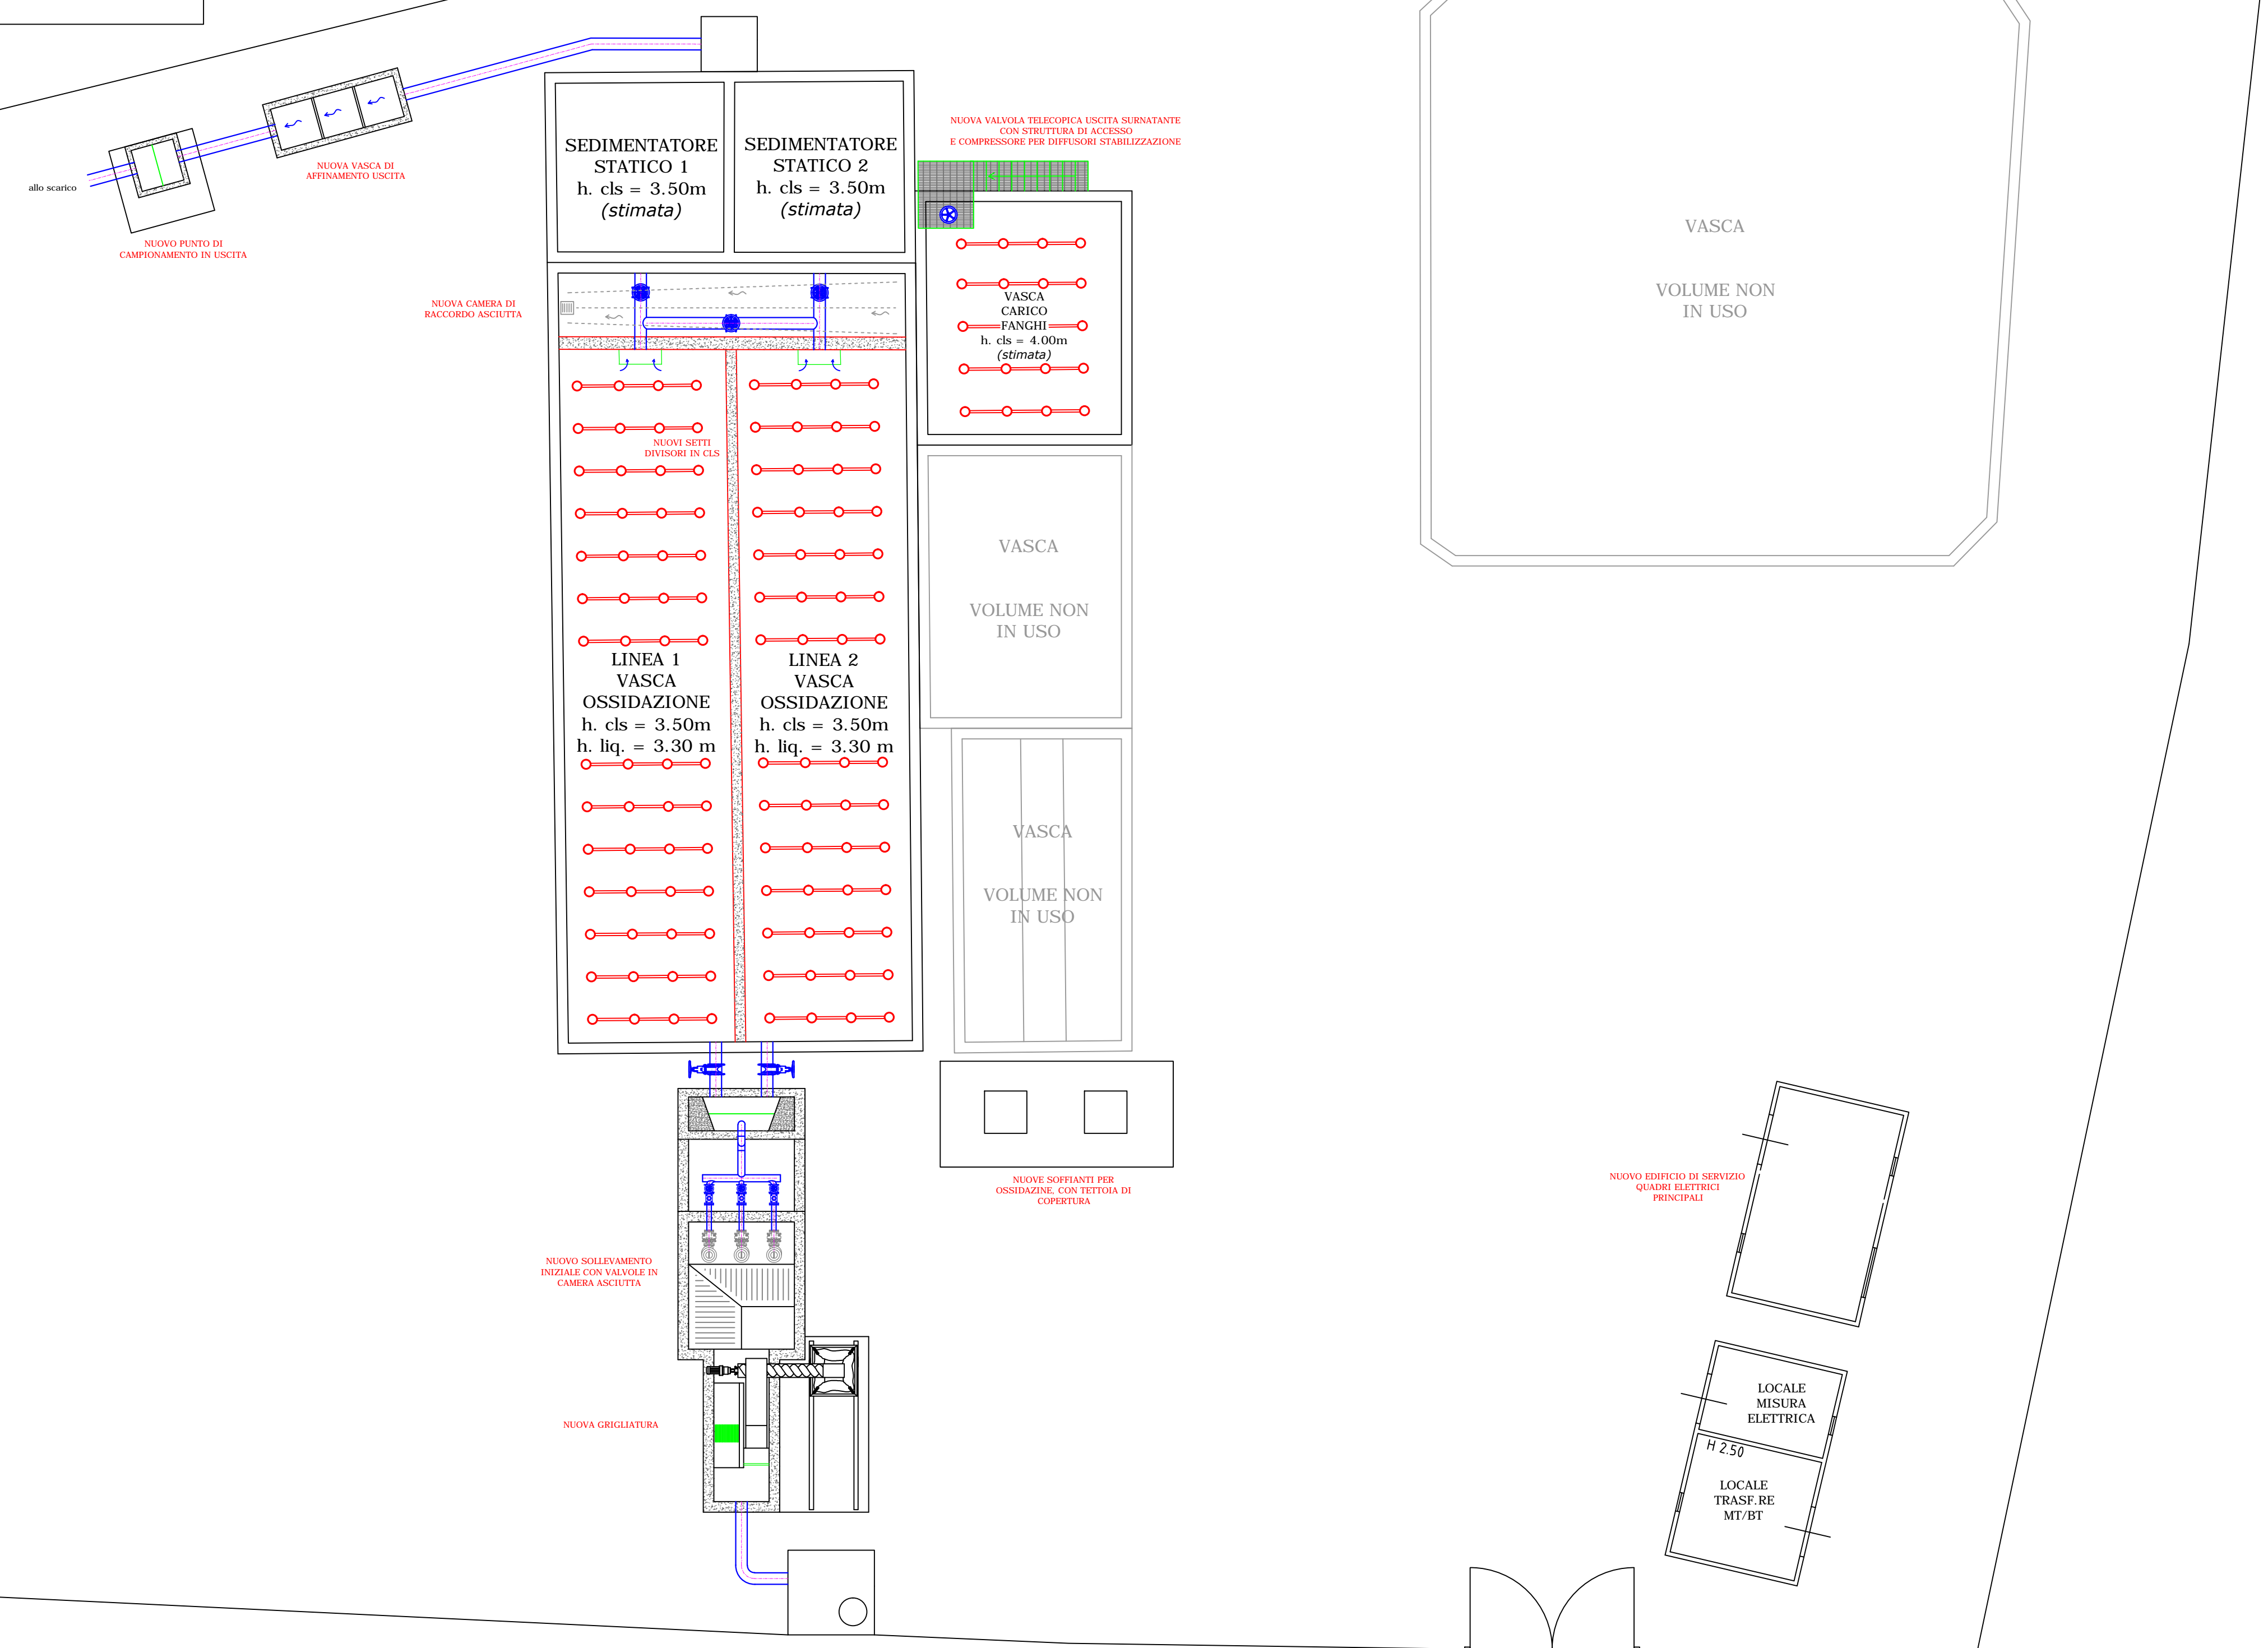 allo scarico
NUOVO PUNTO DI
CAMPIONAMENTO IN USCITA
NUOVA VASCA DI
AFFINAMENTO USCITA
SEDIMENTATORE
STATICO 1
h. cls = 3.50m
(stimata)
SEDIMENTATORE
STATICO 2
h. cls = 3.50m
(stimata)
NUOVA VALVOLA TELECOPICA USCITA SURNATANTE
CON STRUTTURA DI ACCESSO
E COMPRESSORE PER DIFFUSORI STABILIZZAZIONE
NUOVA CAMERA DI
RACCORDO ASCIUTTA
VASCA
CARICO
FANGHI
h. cls = 4.00m
(stimata)
VASCA
VOLUME NON
IN USO
NUOVI SETTI
DIVISORI IN CLS
VASCA
VOLUME NON
IN USO
LINEA 1
VASCA
OSSIDAZIONE
h. cls = 3.50m
h. liq. = 3.30 m
LINEA 2
VASCA
OSSIDAZIONE
h. cls = 3.50m
h. liq. = 3.30 m
VASCA
VOLUME NON
IN USO
NUOVE SOFFIANTI PER
OSSIDAZINE, CON TETTOIA DI
COPERTURA
NUOVO EDIFICIO DI SERVIZIO
QUADRI ELETTRICI
PRINCIPALI
NUOVO SOLLEVAMENTO
INIZIALE CON VALVOLE IN
CAMERA ASCIUTTA
NUOVA GRIGLIATURA
LOCALE
MISURA
ELETTRICA
H 2.50
LOCALE
TRASF.RE
MT/BT